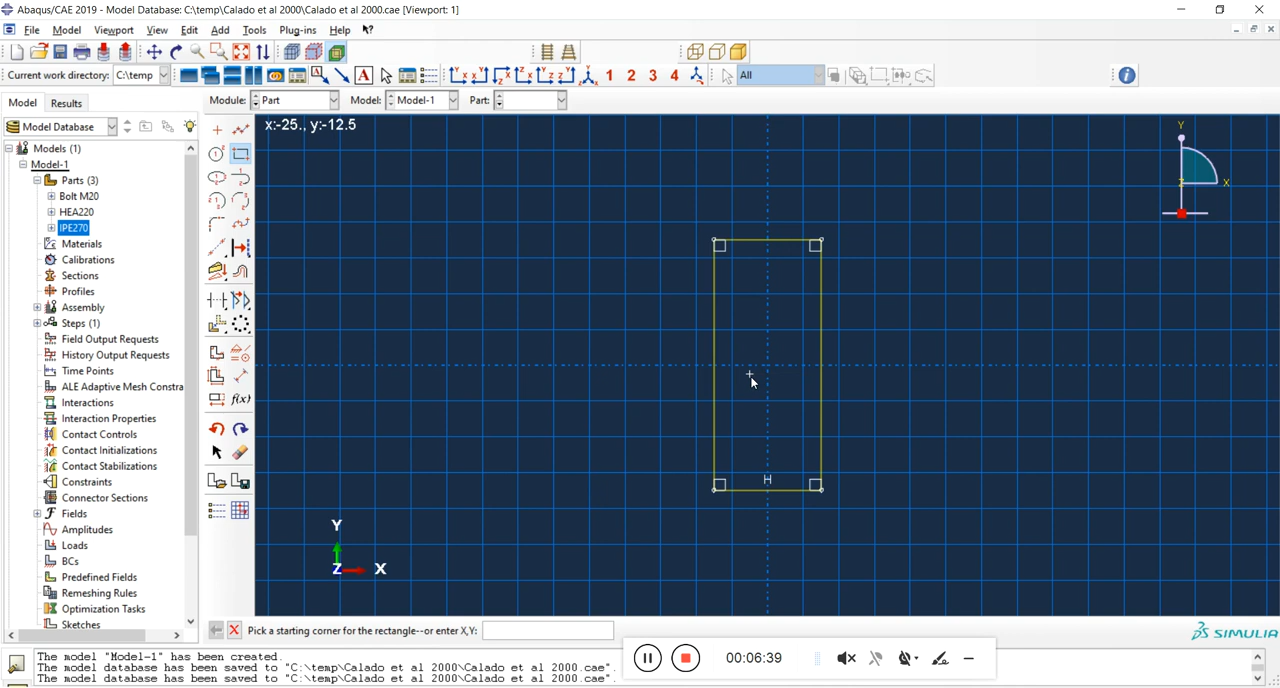 Abaqus/CAE 2019 - Model Database: C:\temp\Calado et al 2000\Calado et al 2000.cae [Viewport: 1]
File Model Viewport View Edit Add Tools Plug-ins Help
Current work directory: C:\temp
1 2 3 4 All
Model Results
Module: Part Model: Model-1 Part:
Model Database
x:-25., y:-12.5
Models (1)
Model-1
Parts (3)
Bolt M20
HEA220
IPE270
Materials
Calibrations
Sections
Profiles
Assembly
Steps (1)
Field Output Requests
History Output Requests
Time Points
ALE Adaptive Mesh Constra
Interactions
Interaction Properties
Contact Controls
Contact Initializations
Contact Stabilizations
Constraints
Connector Sections
Fields
Amplitudes
Loads
BCs
Predefined Fields
Remeshing Rules
Optimization Tasks
Sketches
f(x)
H
Y
X
Z
Y
X
Z
Pick a starting corner for the rectangle--or enter X,Y:
SIMULIA
The model "Model-1" has been created.
The model database has been saved to "C:\temp\Calado et al 2000\Calado et al 2000.cae".
The model database has been saved to "C:\temp\Calado et al 2000\Calado et al 2000.cae".
00:06:39